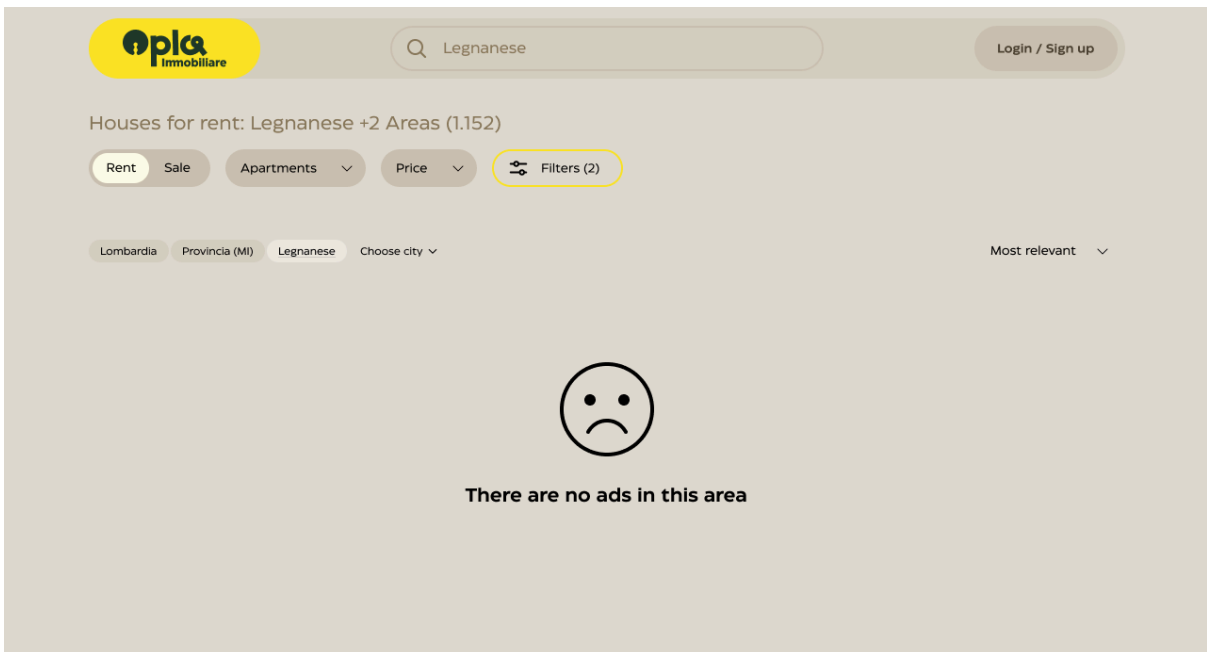 opla
Immobiliare
Legnanese
Login / Sign up
Houses for rent: Legnanese +2 Areas (1.152)
Rent Sale Apartments Price Filters (2)
Lombardia Provincia (MI) Legnanese Choose city Most relevant
There are no ads in this area